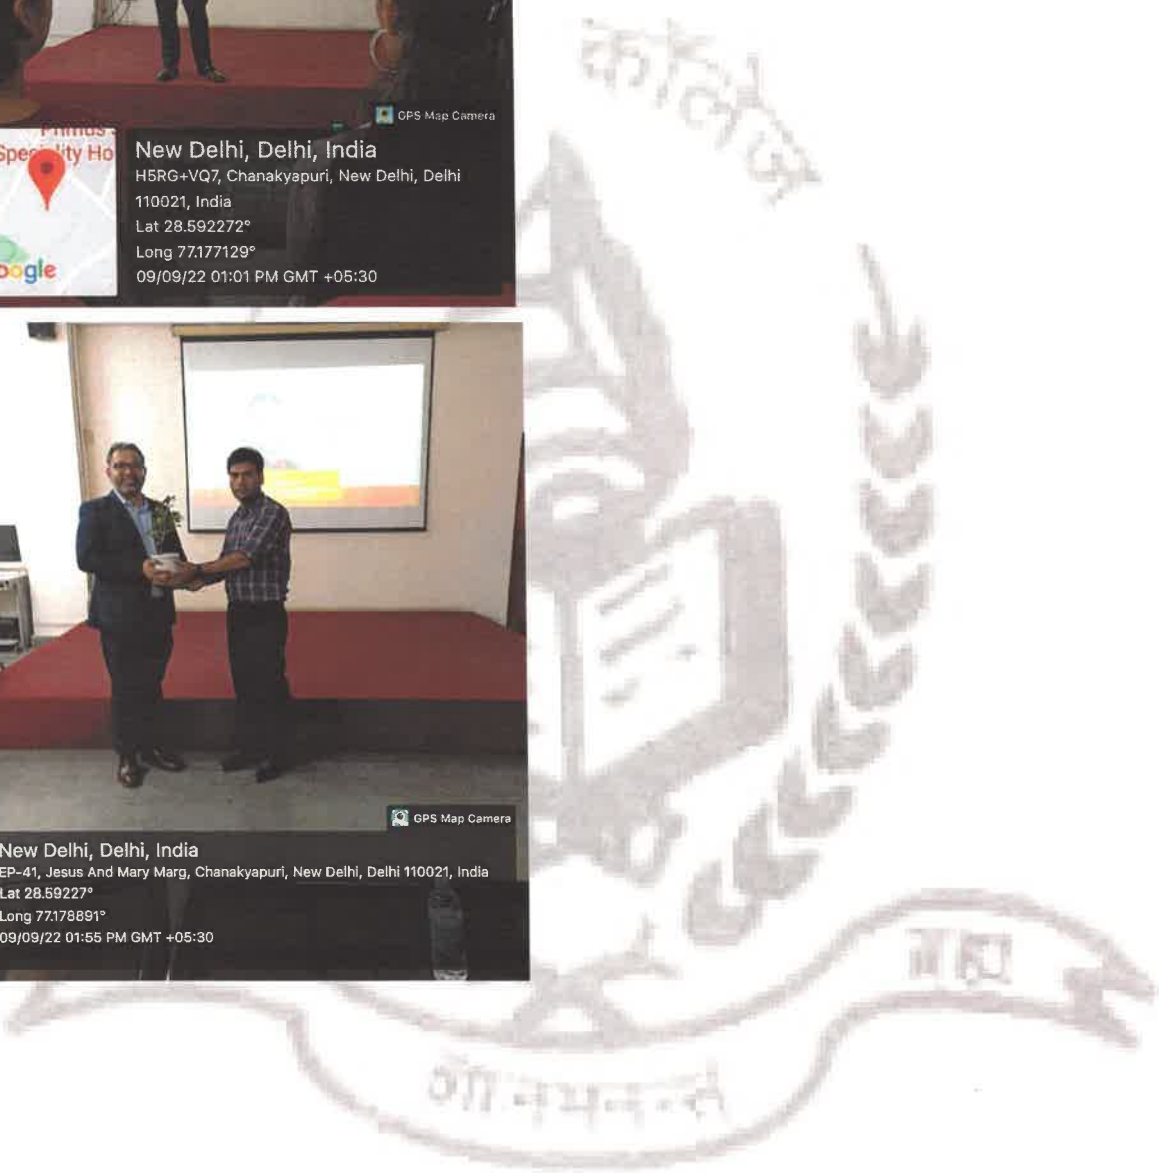 कॉलेज
GPS Map Camera
Speciality Ho
New Delhi, Delhi, India
H5RG+VQ7, Chanakyapuri, New Delhi, Delhi
110021, India
Lat 28.592272°
Long 77.177129°
09/09/22 01:01 PM GMT +05:30
GPS Map Camera
New Delhi, Delhi, India
EP-41, Jesus And Mary Marg, Chanakyapuri, New Delhi, Delhi 110021, India
Lat 28.59227°
Long 77.178891°
09/09/22 01:55 PM GMT +05:30